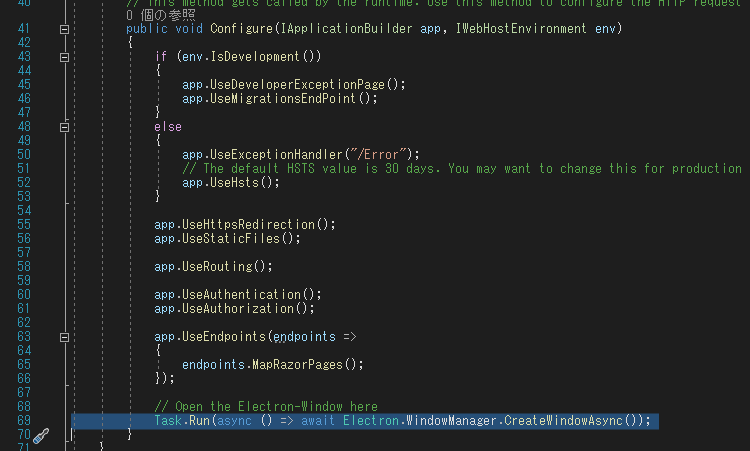 40 // This method gets called by the runtime. Use this method to configure the HTTP request
0 個の参照
41 public void Configure(IApplicationBuilder app, IWebHostEnvironment env)
42 {
43 if (env.IsDevelopment())
44 {
45 app.UseDeveloperExceptionPage();
46 app.UseMigrationsEndPoint();
47 }
48 else
49 {
50 app.UseExceptionHandler("/Error");
51 // The default HSTS value is 30 days. You may want to change this for production
52 app.UseHsts();
53 }
54
55 app.UseHttpsRedirection();
56 app.UseStaticFiles();
57
58 app.UseRouting();
59
60 app.UseAuthentication();
61 app.UseAuthorization();
62
63 app.UseEndpoints(endpoints =>
64 {
65 endpoints.MapRazorPages();
66 });
67
68 // Open the Electron-Window here
69 Task.Run(async () => await Electron.WindowManager.CreateWindowAsync());
70 }
71 }